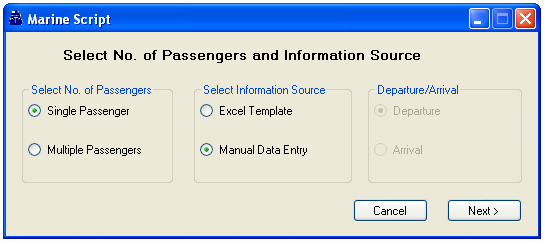 Marine Script
Select No. of Passengers and Information Source
Select No. of Passengers
Single Passenger
Multiple Passengers
Select Information Source
Excel Template
Manual Data Entry
Departure/Arrival
Departure
Arrival
Cancel
Next >